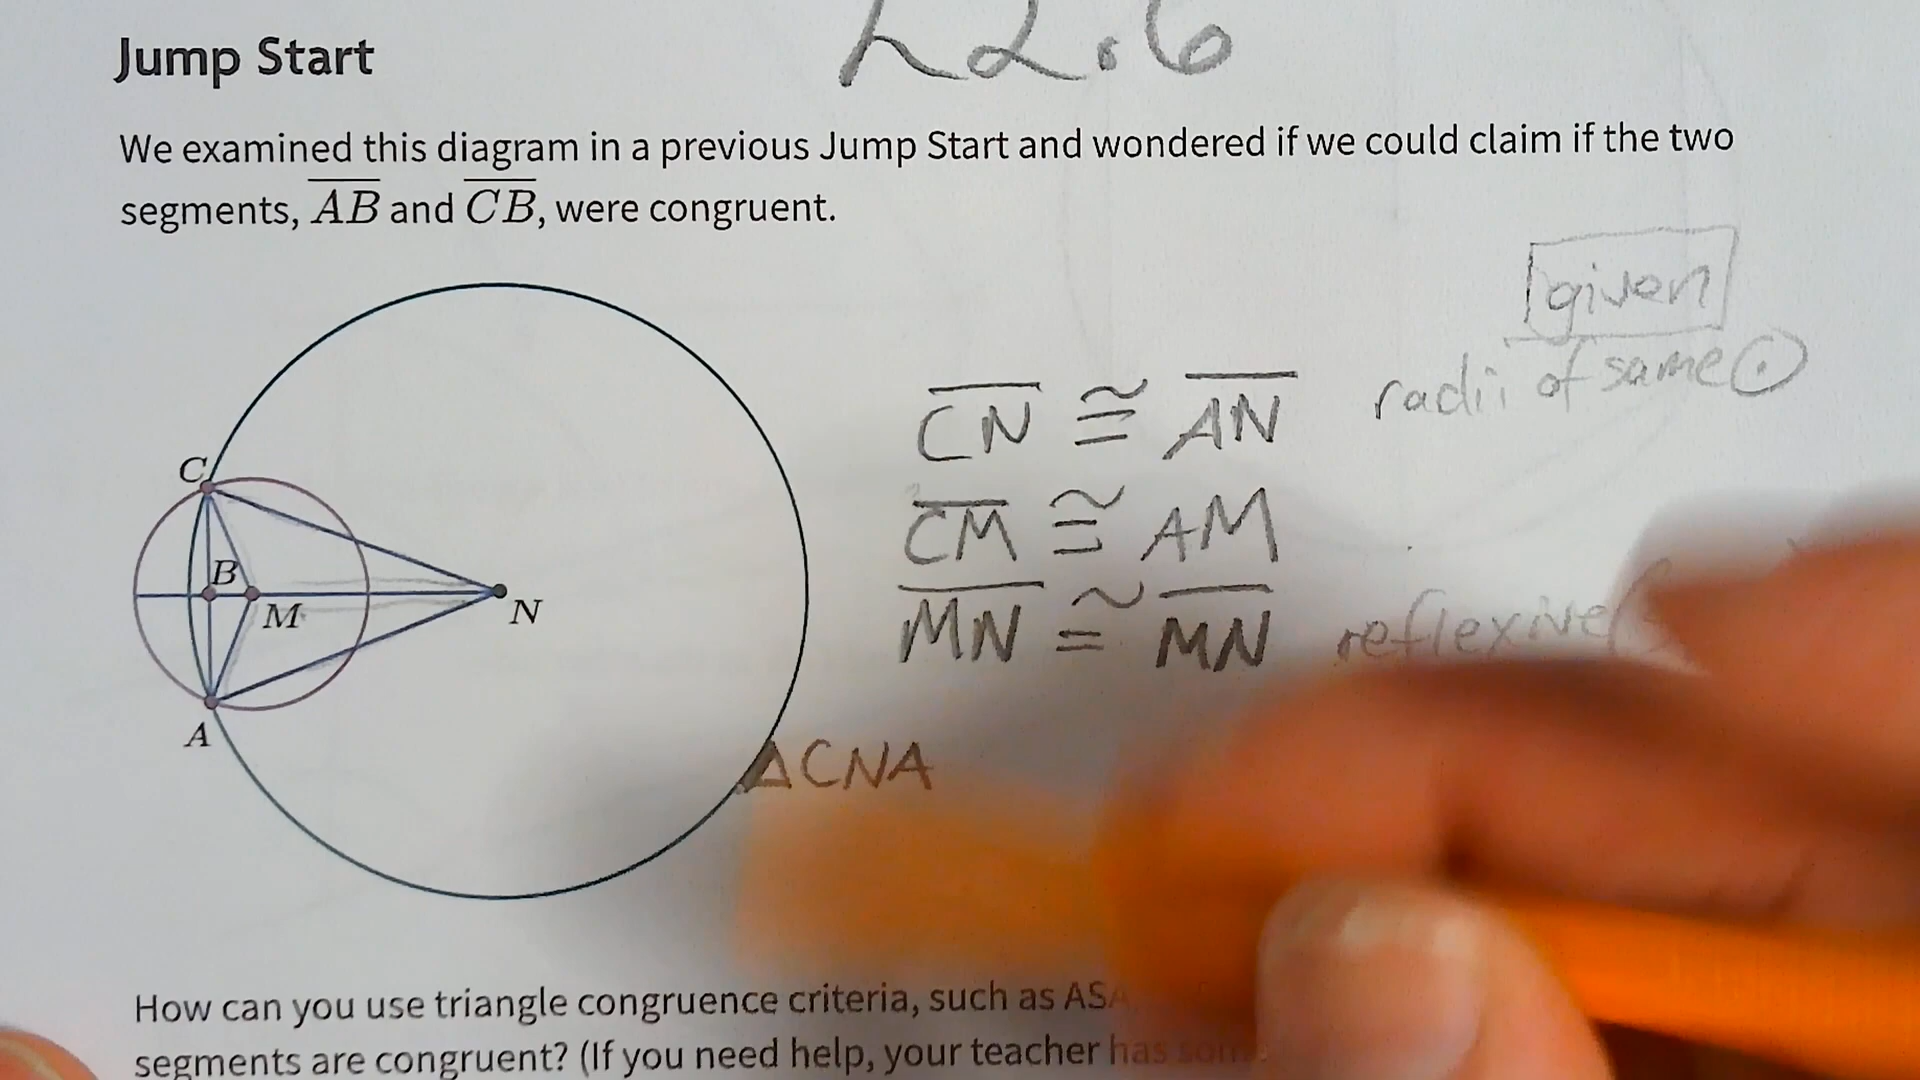 L2.6
Jump Start
We examined this diagram in a previous Jump Start and wondered if we could claim if the two
segments, AB and CB, were congruent.
given
radii of same ⊙
CN ≅ AN
CM ≅ AM
MN ≅ MN reflexive
C
B
M
N
A
△CNA
How can you use triangle congruence criteria, such as ASA
segments are congruent? (If you need help, your teacher has some